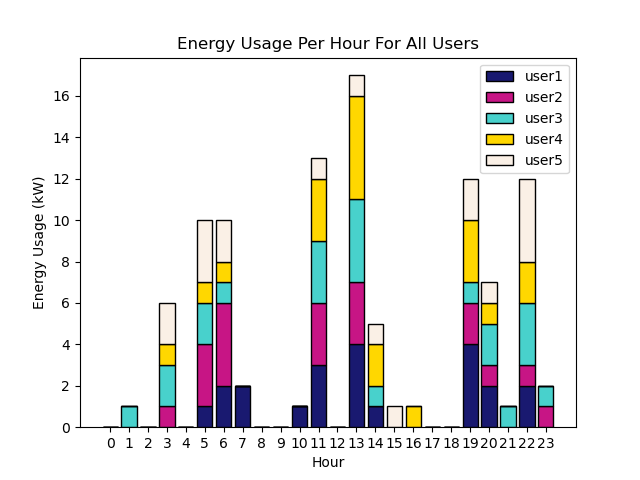 Energy Usage Per Hour For All Users
user1
user2
user3
user4
user5
16
14
12
10
8
6
4
2
0
Energy Usage (kW)
0 1 2 3 4 5 6 7 8 9 10 11 12 13 14 15 16 17 18 19 20 21 22 23
Hour